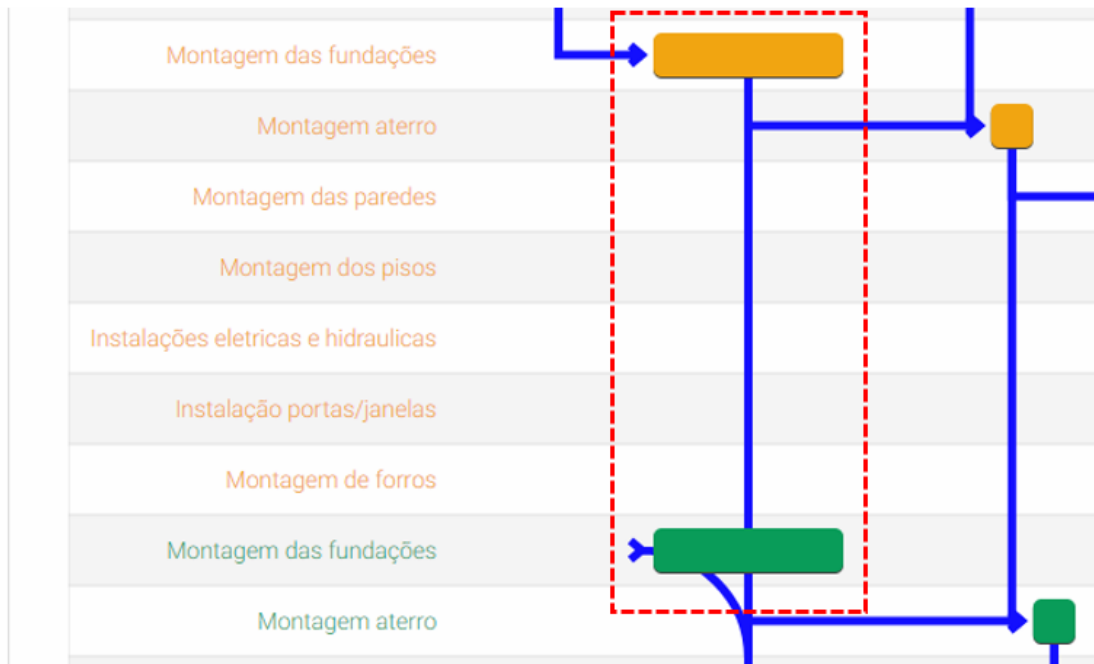 Montagem das fundações
Montagem aterro
Montagem das paredes
Montagem dos pisos
Instalações eletricas e hidraulicas
Instalação portas/janelas
Montagem de forros
Montagem das fundações
Montagem aterro